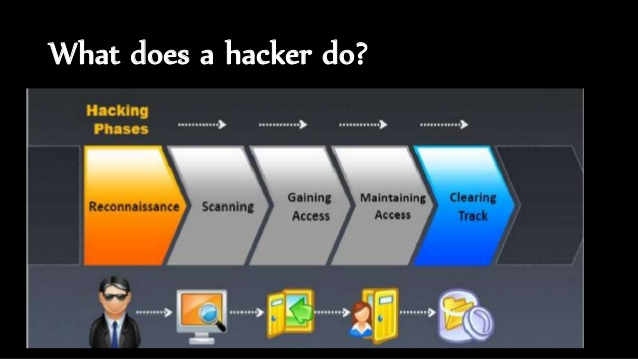 What does a hacker do?
Hacking
Phases
Reconnaissance
Scanning
Gaining
Access
Maintaining
Access
Clearing
Track